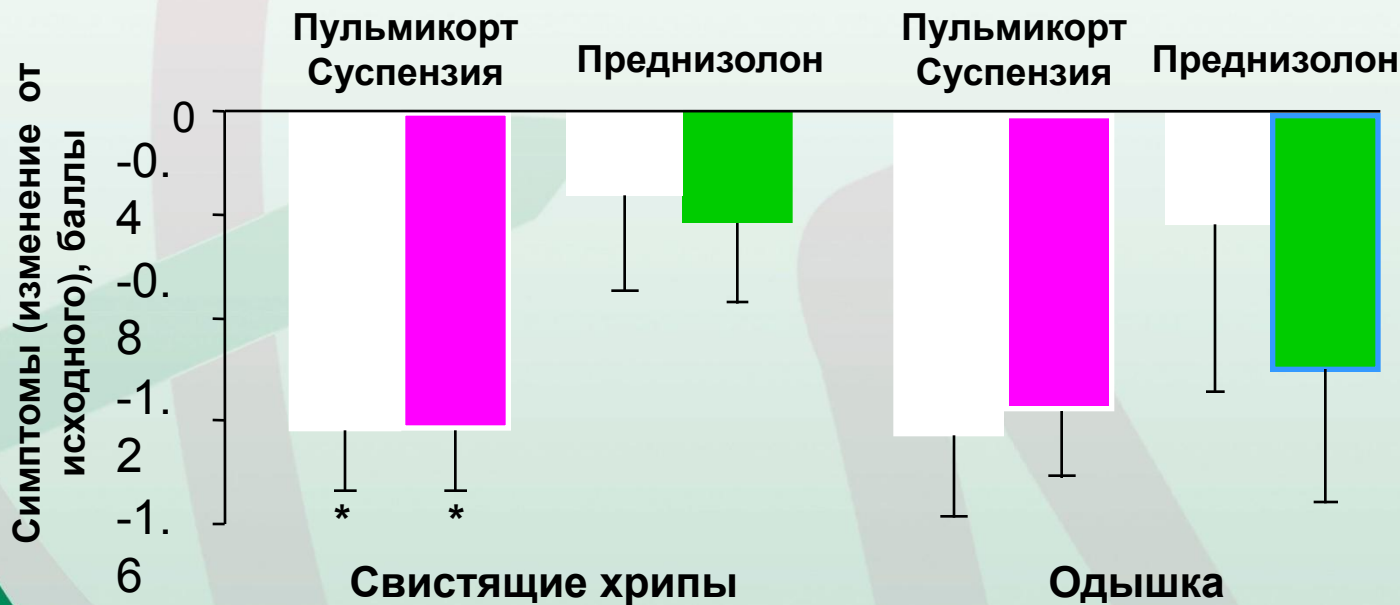 Пульмикорт
Суспензия
Преднизолон
Пульмикорт
Суспензия
Преднизолон
Симптомы (изменение от
исходного), баллы
0
-0.
4
-0.
8
-1.
2
-1.
6
*
*
Свистящие хрипы
Одышка